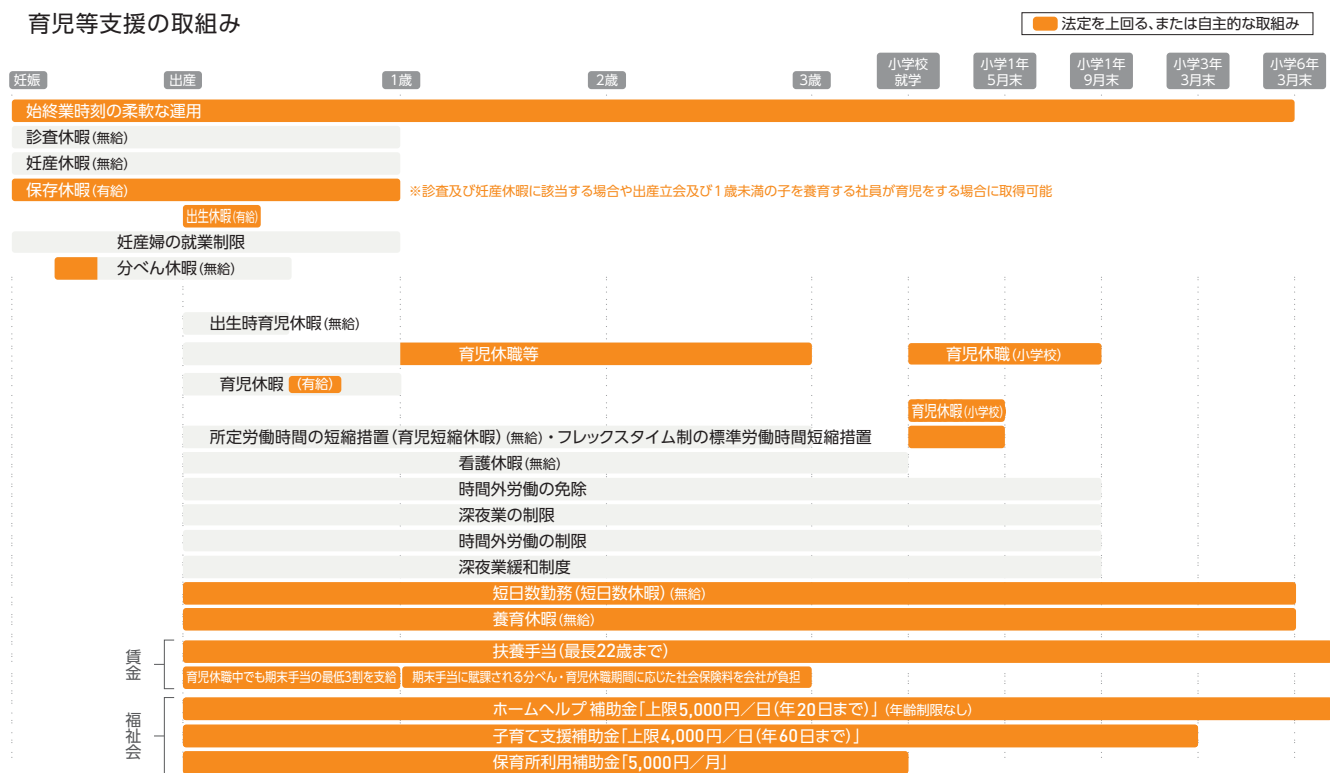 育児等支援の取組み
法定を上回る、または自主的な取組み
妊娠
出産
1歳
2歳
3歳
小学校
就学
小学1年
5月末
小学1年
9月末
小学3年
3月末
小学6年
3月末
始終業時刻の柔軟な運用
診査休暇(無給)
妊産休暇(無給)
保存休暇(有給)
※診査及び妊産休暇に該当する場合や出産立会及び1歳未満の子を養育する社員が育児をする場合に取得可能
出生休暇(有給)
妊産婦の就業制限
分べん休暇(無給)
出生時育児休暇(無給)
育児休職等
育児休職(小学校)
育児休暇(有給)
育児休暇(小学校)
所定労働時間の短縮措置(育児短縮休暇)(無給)・フレックスタイム制の標準労働時間短縮措置
看護休暇(無給)
時間外労働の免除
深夜業の制限
時間外労働の制限
深夜業緩和制度
短日数勤務(短日数休暇)(無給)
養育休暇(無給)
賃金
扶養手当(最長22歳まで)
育児休職中でも期末手当の最低3割を支給
期末手当に賦課される分べん・育児休職期間に応じた社会保険料を会社が負担
福祉会
ホームヘルプ補助金「上限5,000円/日(年20日まで)」(年齢制限なし)
子育て支援補助金「上限4,000円/日(年60日まで)」
保育所利用補助金「5,000円/月」